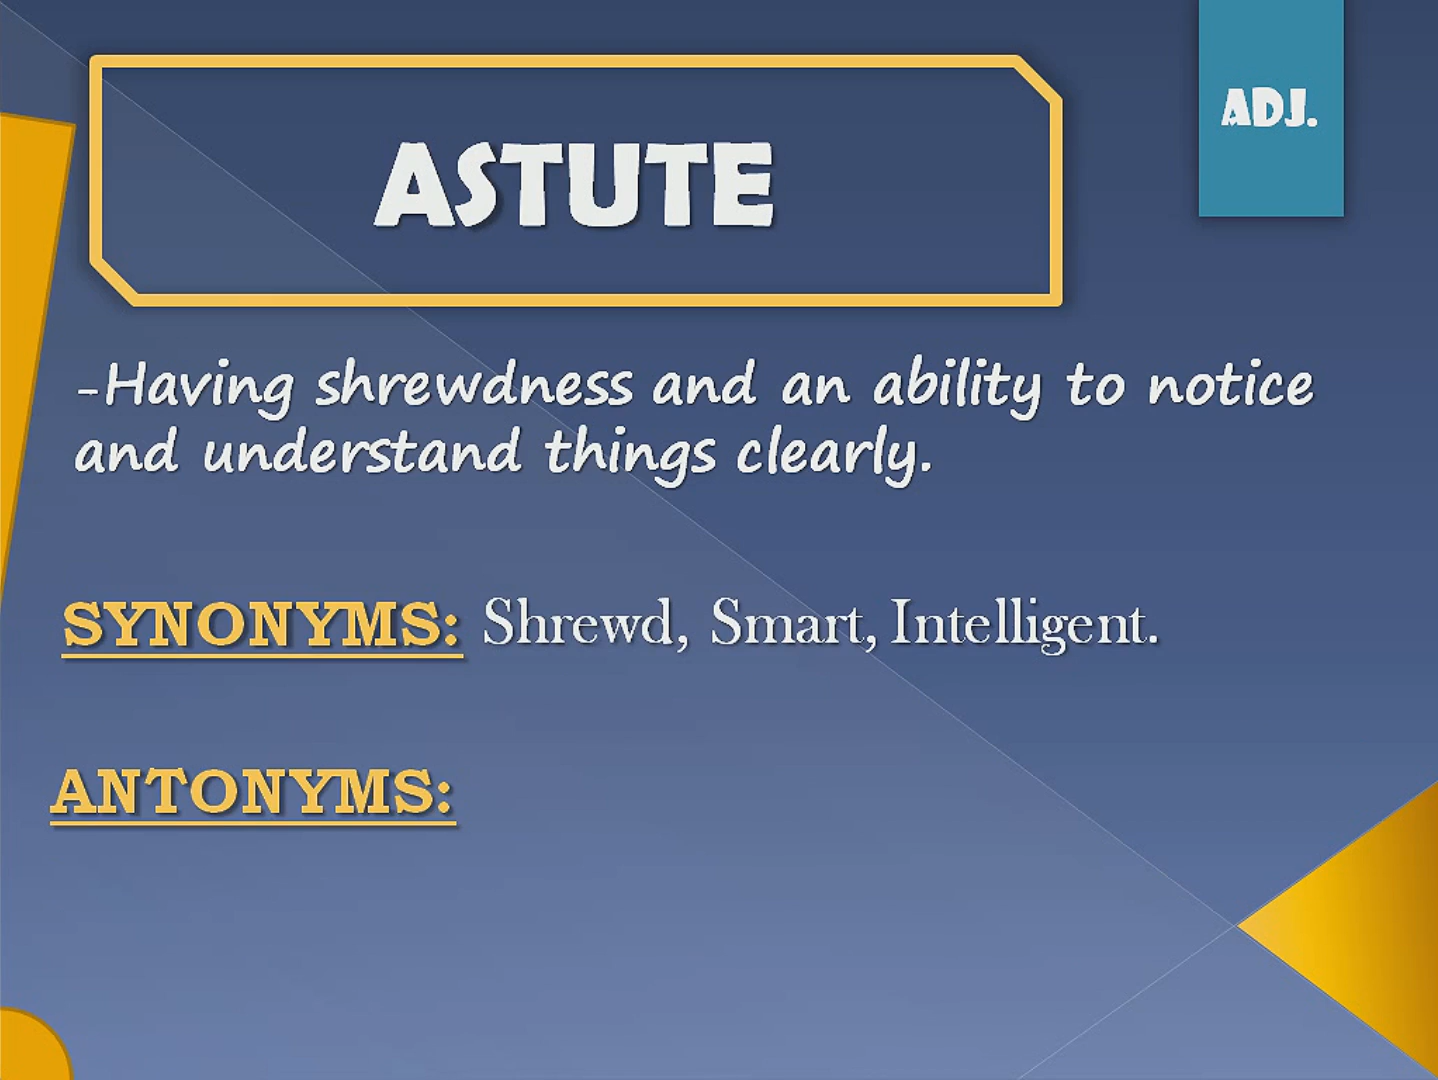 ADJ.
ASTUTE
-Having shrewdness and an ability to notice
and understand things clearly.
SYNONYMS: Shrewd, Smart, Intelligent.
ANTONYMS: